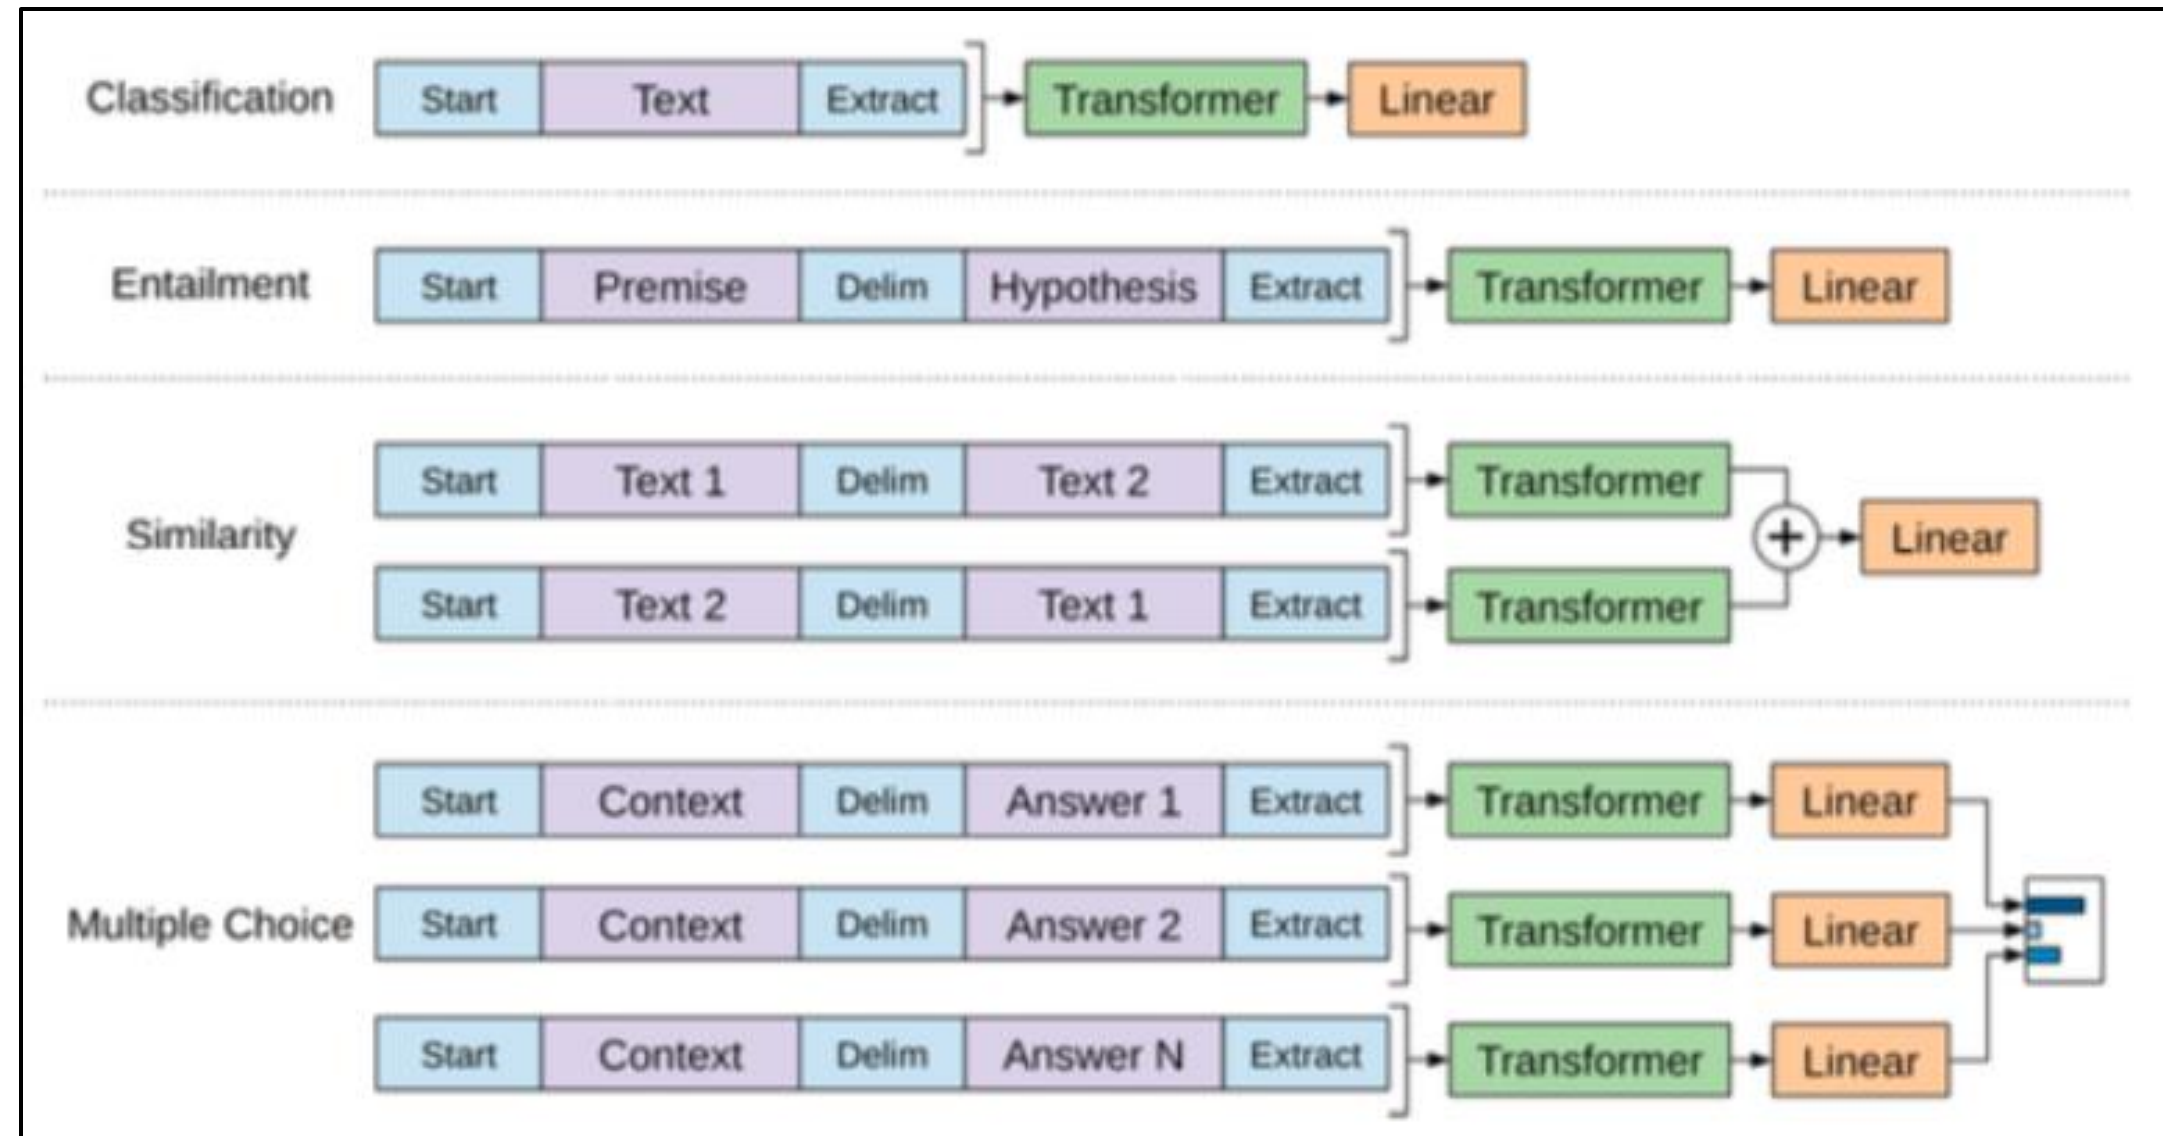 Classification Start Text Extract Transformer Linear
Entailment Start Premise Delim Hypothesis Extract Transformer Linear
Start Text 1 Delim Text 2 Extract Transformer
Similarity + Linear
Start Text 2 Delim Text 1 Extract Transformer
Start Context Delim Answer 1 Extract Transformer Linear
Multiple Choice Start Context Delim Answer 2 Extract Transformer Linear
Start Context Delim Answer N Extract Transformer Linear